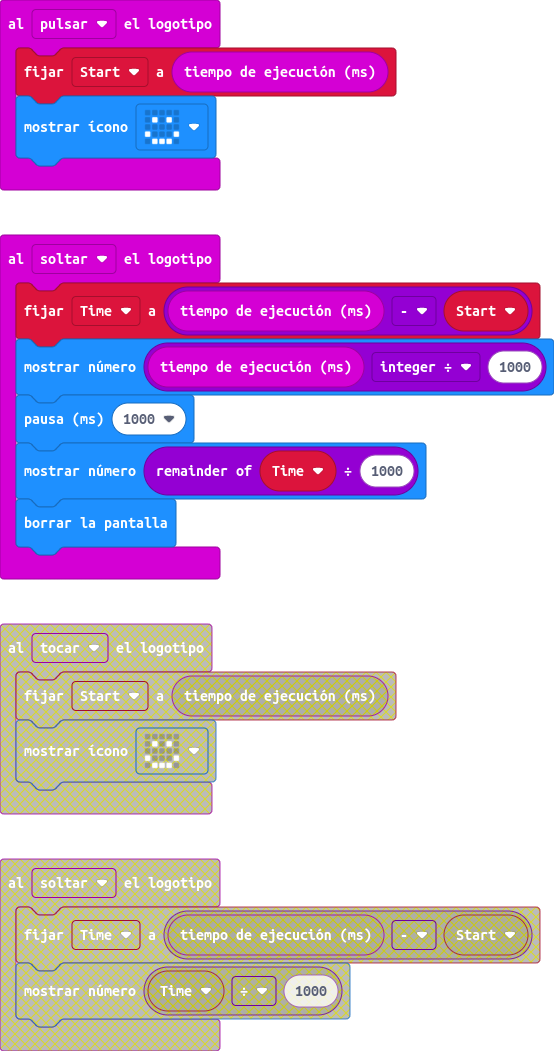 al pulsar el logotipo
fijar Start a tiempo de ejecución (ms)
mostrar ícono
al soltar el logotipo
fijar Time a tiempo de ejecución (ms) - Start
mostrar número tiempo de ejecución (ms) integer ÷ 1000
pausa (ms) 1000
mostrar número remainder of Time ÷ 1000
borrar la pantalla
al tocar el logotipo
fijar Start a tiempo de ejecución (ms)
mostrar ícono
al soltar el logotipo
fijar Time a tiempo de ejecución (ms) - Start
mostrar número Time ÷ 1000